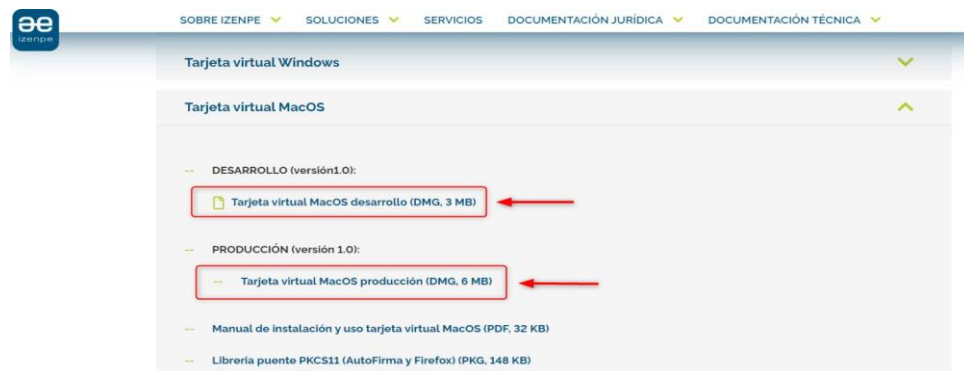 SOBRE IZENPE SOLUCIONES SERVICIOS DOCUMENTACIÓN JURÍDICA DOCUMENTACIÓN TÉCNICA
izenpe
Tarjeta virtual Windows
Tarjeta virtual MacOS
-- DESARROLLO (versión1.0):
Tarjeta virtual MacOS desarrollo (DMG, 3 MB)
-- PRODUCCIÓN (versión 1.0):
-- Tarjeta virtual MacOS producción (DMG, 6 MB)
-- Manual de instalación y uso tarjeta virtual MacOS (PDF, 32 KB)
-- Libreria puente PKCS11 (AutoFirma y Firefox) (PKG, 148 KB)